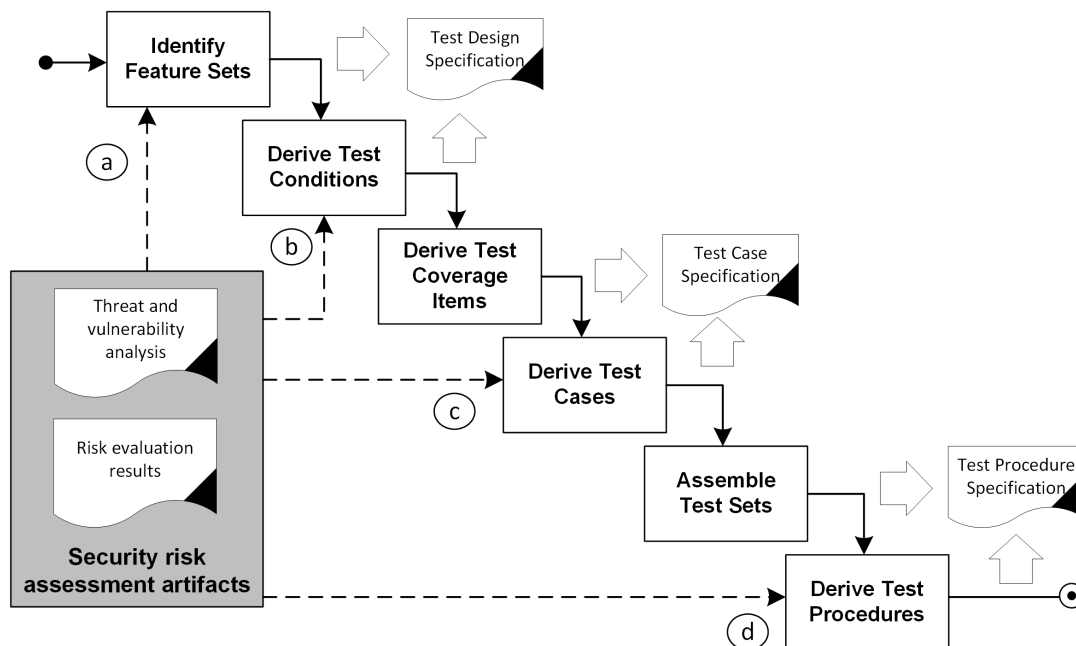 Identify
Feature Sets
Test Design
Specification
a
Derive Test
Conditions
b
Derive Test
Coverage
Items
Test Case
Specification
Threat and
vulnerability
analysis
Derive Test
Cases
c
Risk evaluation
results
Assemble
Test Sets
Test Procedure
Specification
Security risk
assessment artifacts
Derive Test
Procedures
d